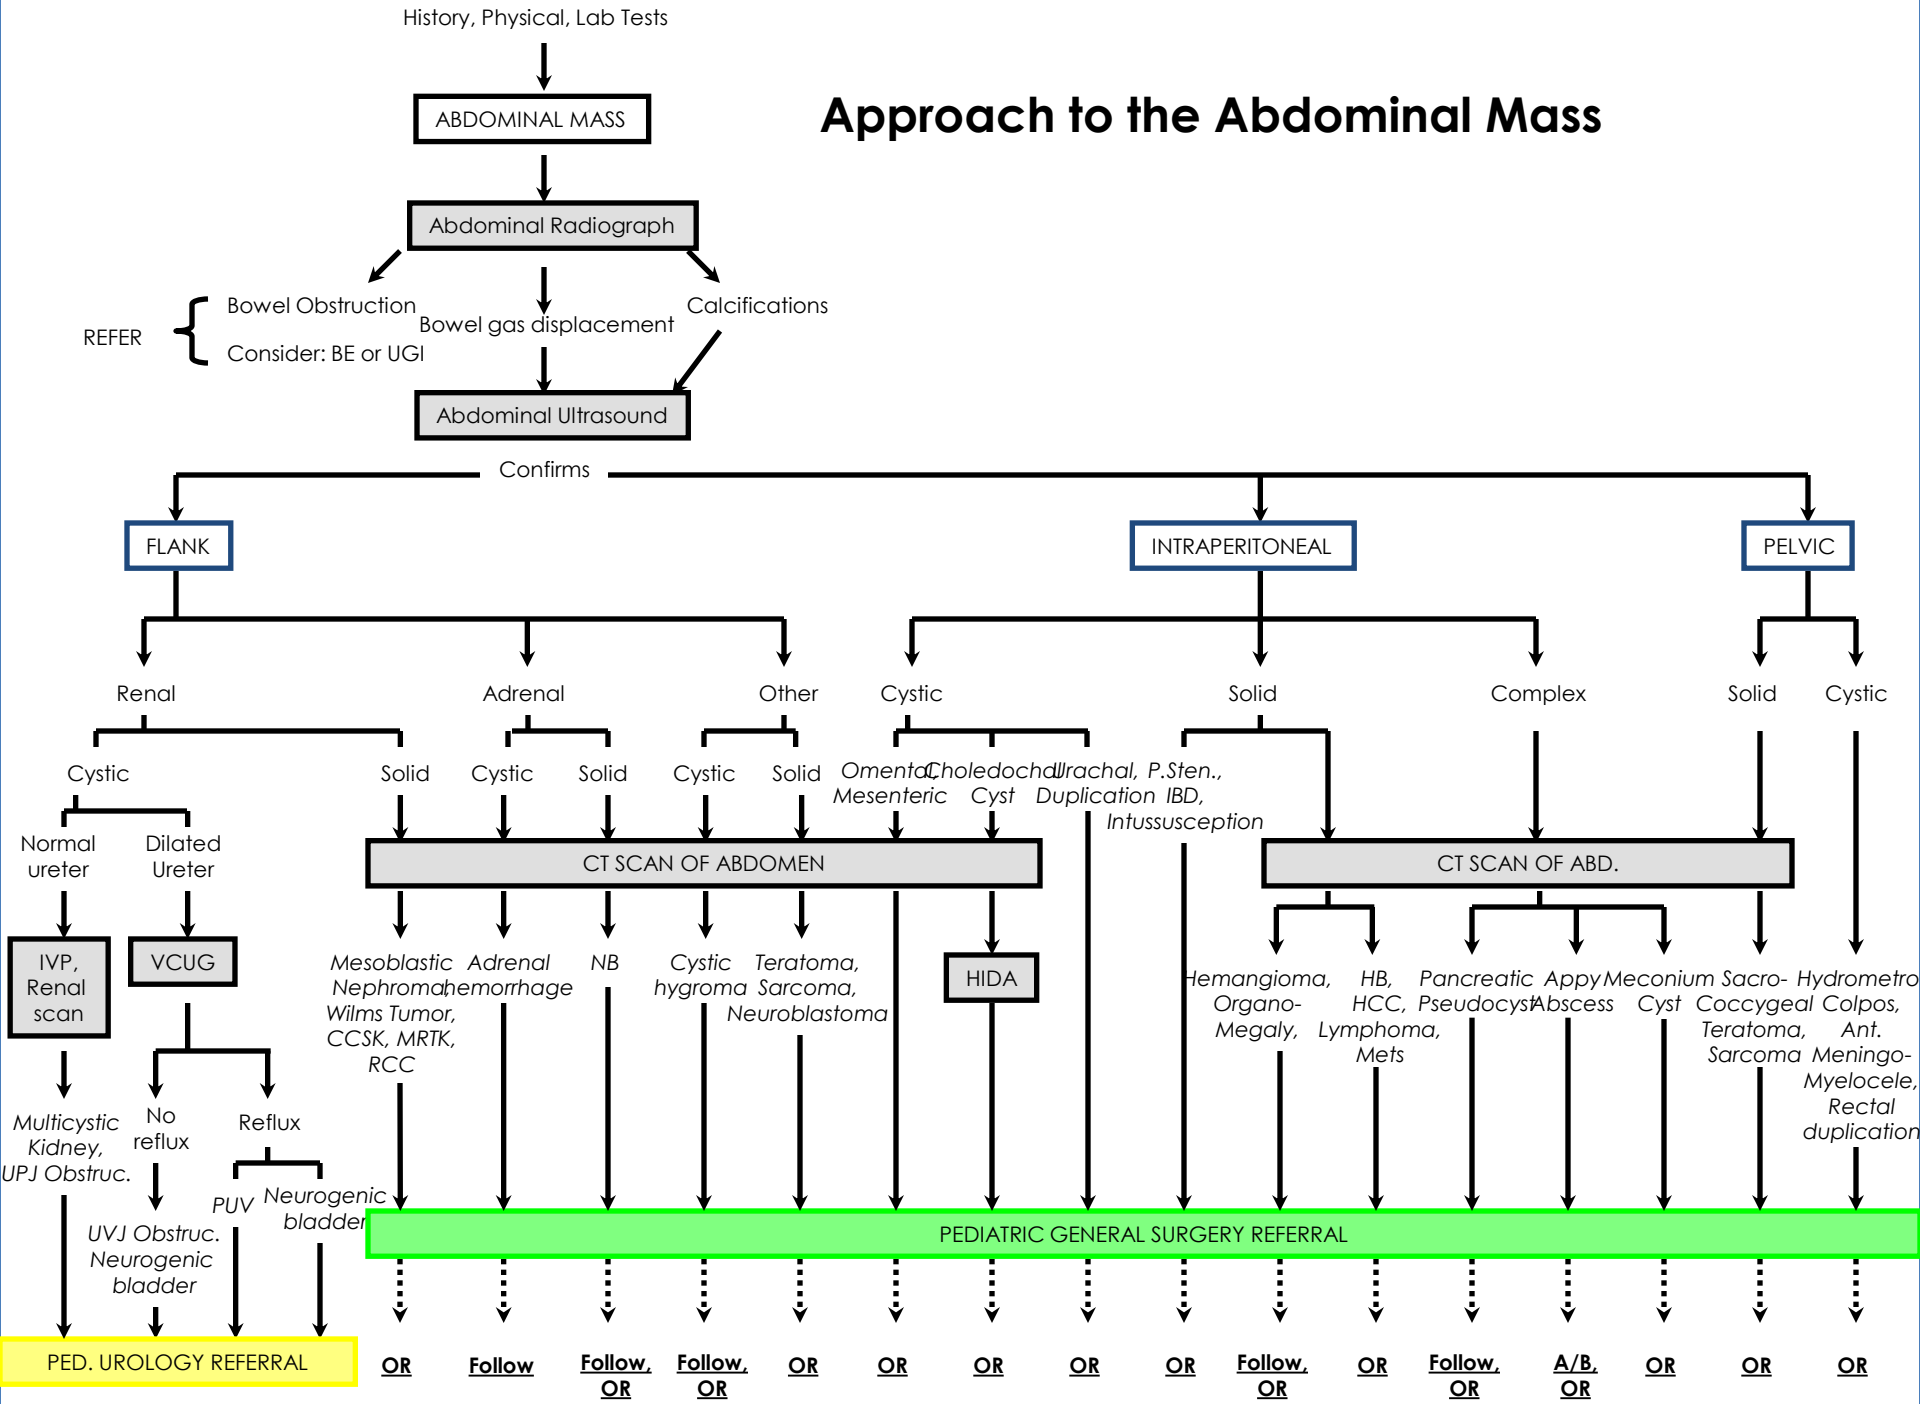 History, Physical, Lab Tests
ABDOMINAL MASS
Approach to the Abdominal Mass
Abdominal Radiograph
REFER
Bowel Obstruction
Consider: BE or UGI
Bowel gas displacement
Calcifications
Abdominal Ultrasound
Confirms
FLANK
INTRAPERITONEAL
PELVIC
Renal
Adrenal
Other
Cystic
Solid
Complex
Solid
Cystic
Cystic
Solid
Cystic
Solid
Cystic
Solid
Omental,
Mesenteric
Choledochal
Cyst
Urachal,
Duplication
P.Sten.,
IBD,
Intussusception
Normal
ureter
Dilated
Ureter
CT SCAN OF ABDOMEN
CT SCAN OF ABD.
IVP,
Renal
scan
VCUG
Mesoblastic
Nephroma,
Wilms Tumor,
CCSK, MRTK,
RCC
Adrenal
hemorrhage
NB
Cystic
hygroma
Teratoma,
Sarcoma,
Neuroblastoma
HIDA
Hemangioma,
Organo-
Megaly,
HB,
HCC,
Lymphoma,
Mets
Pancreatic
Pseudocyst
Appy
Abscess
Meconium
Cyst
Sacro-
Coccygeal
Teratoma,
Sarcoma
Hydrometro
Colpos,
Ant.
Meningo-
Myelocele,
Rectal
duplication
Multicystic
Kidney,
UPJ Obstruc.
No
reflux
Reflux
PUV
Neurogenic
bladder
UVJ Obstruc.
Neurogenic
bladder
PEDIATRIC GENERAL SURGERY REFERRAL
PED. UROLOGY REFERRAL
OR
Follow
Follow,
OR
Follow,
OR
OR
OR
OR
OR
OR
Follow,
OR
OR
Follow,
OR
A/B,
OR
OR
OR
OR